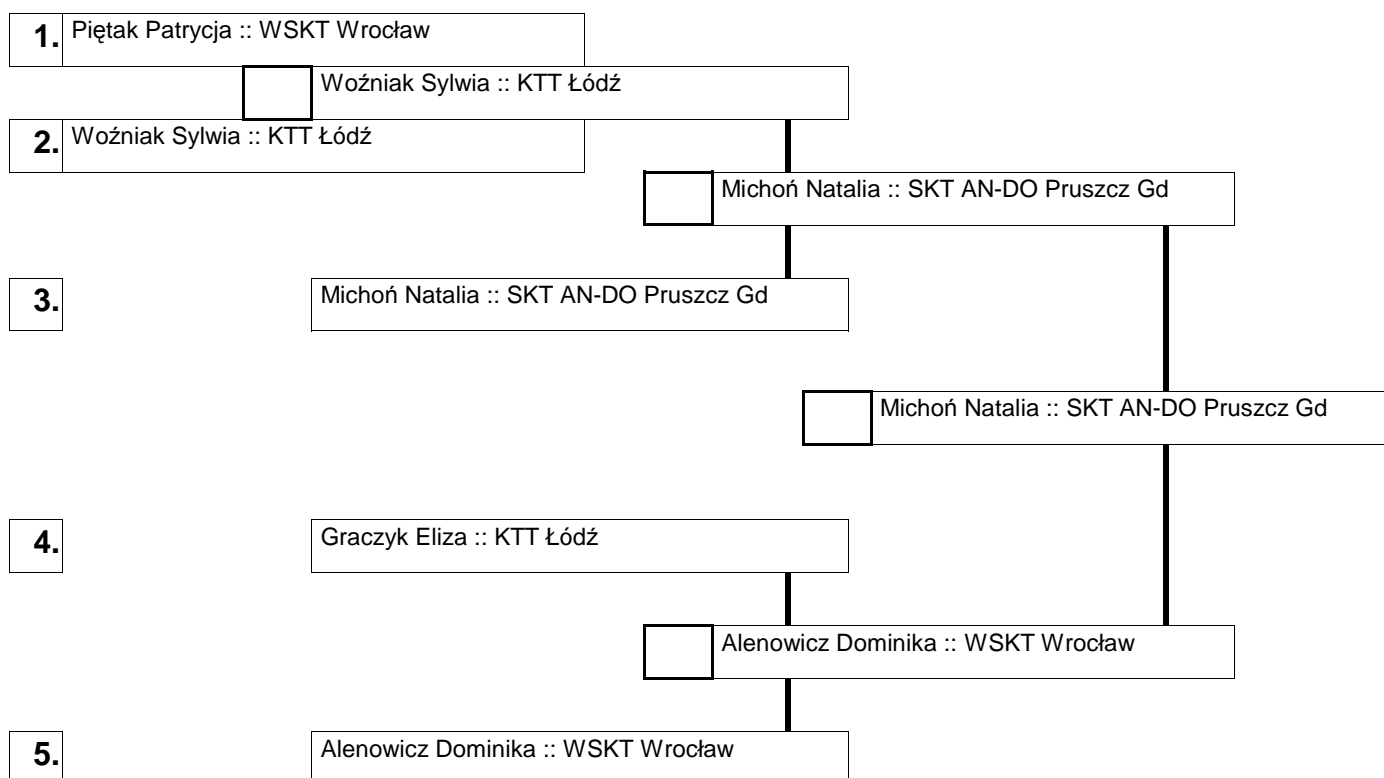 1. Piętak Patrycja :: WSKT Wrocław
Woźniak Sylwia :: KTT Łódź
2. Woźniak Sylwia :: KTT Łódź
Michoń Natalia :: SKT AN-DO Pruszcz Gd
3. Michoń Natalia :: SKT AN-DO Pruszcz Gd
Michoń Natalia :: SKT AN-DO Pruszcz Gd
4. Graczyk Eliza :: KTT Łódź
Alenowicz Dominika :: WSKT Wrocław
5. Alenowicz Dominika :: WSKT Wrocław